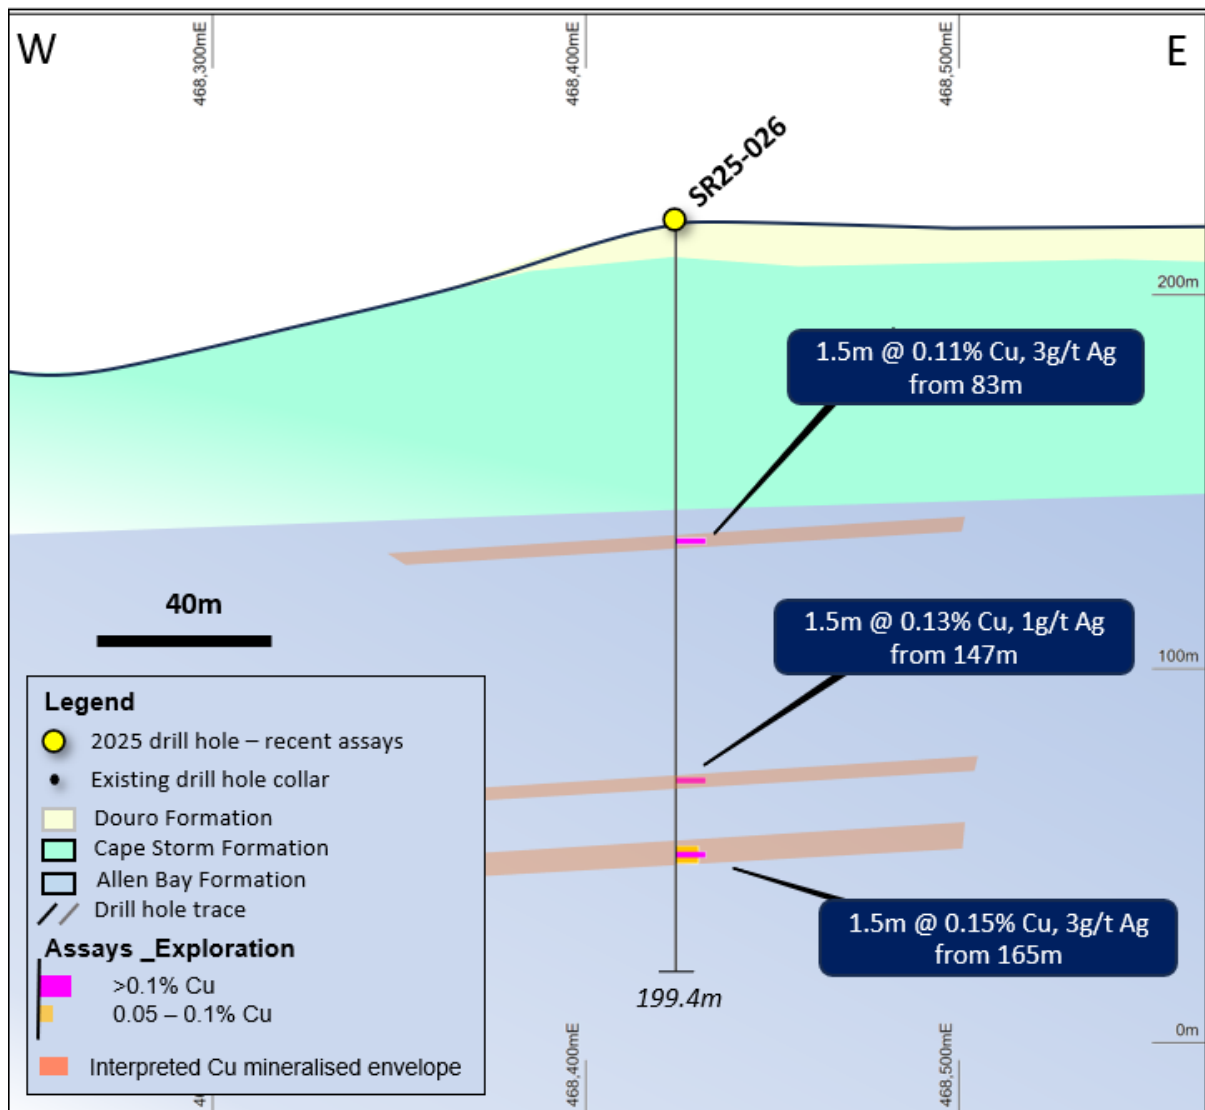 W
E
468,300mE
468,400mE
468,500mE
SR25-026
200m
1.5m @ 0.11% Cu, 3g/t Ag
from 83m
40m
1.5m @ 0.13% Cu, 1g/t Ag
from 147m
100m
Legend
2025 drill hole – recent assays
Existing drill hole collar
Douro Formation
Cape Storm Formation
Allen Bay Formation
Drill hole trace
Assays _Exploration
>0.1% Cu
0.05 – 0.1% Cu
Interpreted Cu mineralised envelope
1.5m @ 0.15% Cu, 3g/t Ag
from 165m
199.4m
0m
468,400mE
468,500mE